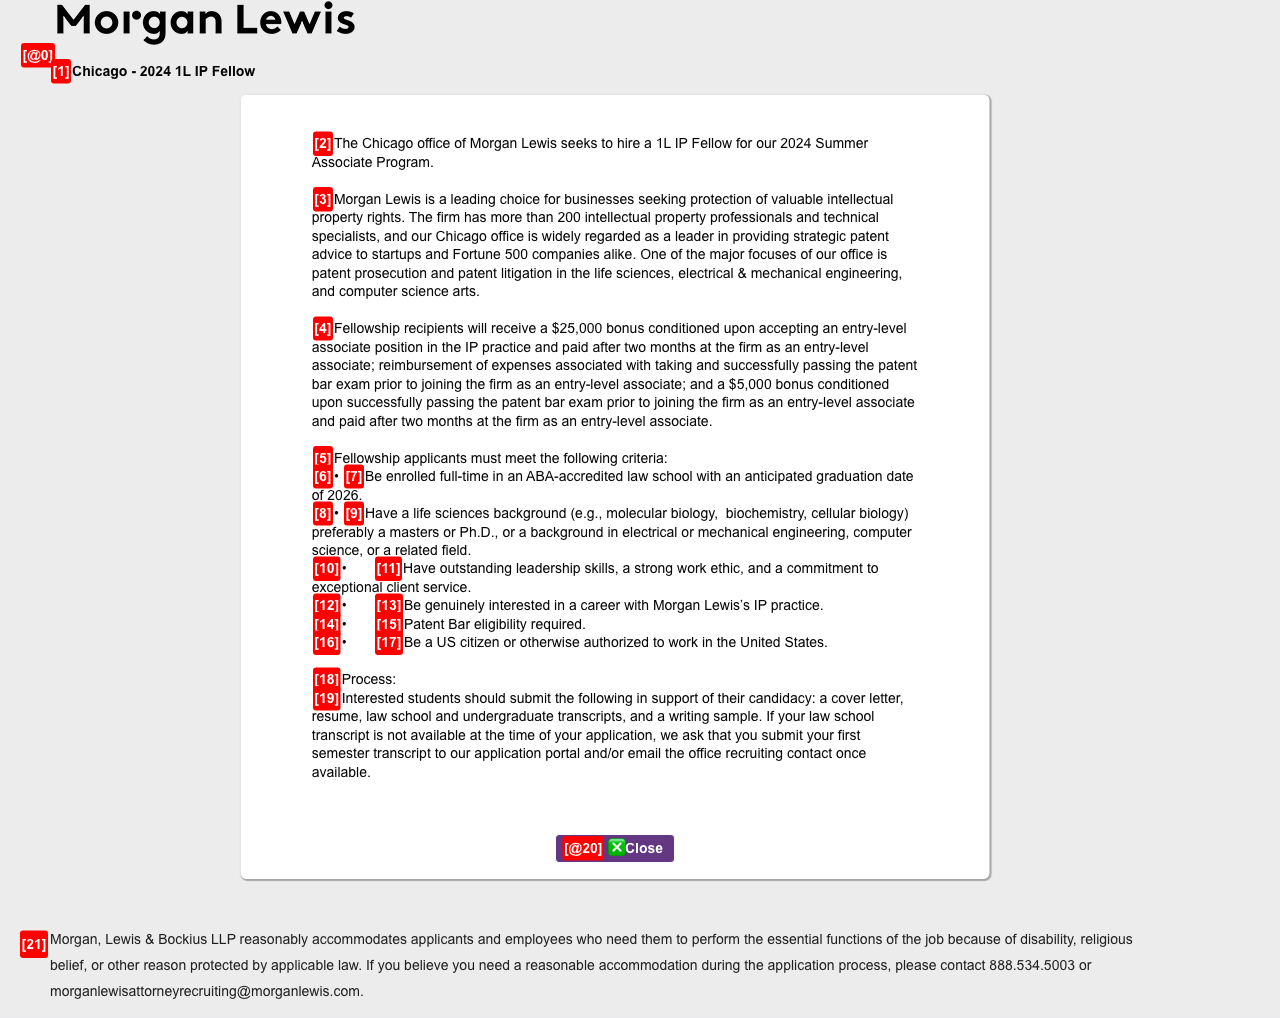 Morgan Lewis
[@0]
[1]Chicago - 2024 1L IP Fellow
[2]The Chicago office of Morgan Lewis seeks to hire a 1L IP Fellow for our 2024 Summer
Associate Program.
[3]Morgan Lewis is a leading choice for businesses seeking protection of valuable intellectual
property rights. The firm has more than 200 intellectual property professionals and technical
specialists, and our Chicago office is widely regarded as a leader in providing strategic patent
advice to startups and Fortune 500 companies alike. One of the major focuses of our office is
patent prosecution and patent litigation in the life sciences, electrical & mechanical engineering,
and computer science arts.
[4]Fellowship recipients will receive a $25,000 bonus conditioned upon accepting an entry-level
associate position in the IP practice and paid after two months at the firm as an entry-level
associate; reimbursement of expenses associated with taking and successfully passing the patent
bar exam prior to joining the firm as an entry-level associate; and a $5,000 bonus conditioned
upon successfully passing the patent bar exam prior to joining the firm as an entry-level associate
and paid after two months at the firm as an entry-level associate.
[5]Fellowship applicants must meet the following criteria:
[6]• [7]Be enrolled full-time in an ABA-accredited law school with an anticipated graduation date
of 2026.
[8]• [9]Have a life sciences background (e.g., molecular biology, biochemistry, cellular biology)
preferably a masters or Ph.D., or a background in electrical or mechanical engineering, computer
science, or a related field.
[10]• [11]Have outstanding leadership skills, a strong work ethic, and a commitment to
exceptional client service.
[12]• [13]Be genuinely interested in a career with Morgan Lewis’s IP practice.
[14]• [15]Patent Bar eligibility required.
[16]• [17]Be a US citizen or otherwise authorized to work in the United States.
[18]Process:
[19]Interested students should submit the following in support of their candidacy: a cover letter,
resume, law school and undergraduate transcripts, and a writing sample. If your law school
transcript is not available at the time of your application, we ask that you submit your first
semester transcript to our application portal and/or email the office recruiting contact once
available.
[@20] Close
[21]Morgan, Lewis & Bockius LLP reasonably accommodates applicants and employees who need them to perform the essential functions of the job because of disability, religious
belief, or other reason protected by applicable law. If you believe you need a reasonable accommodation during the application process, please contact 888.534.5003 or
morganlewisattorneyrecruiting@morganlewis.com.